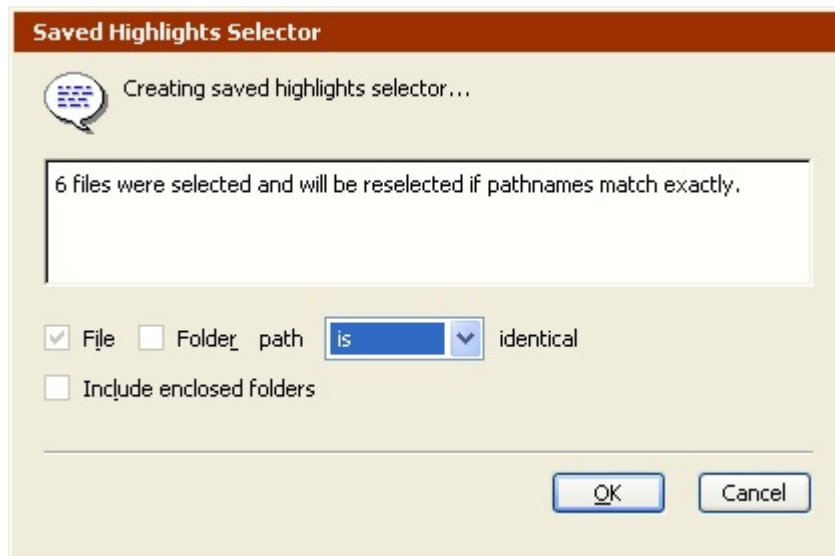 Saved Highlights Selector
Creating saved highlights selector...
6 files were selected and will be reselected if pathnames match exactly.
File Folder path is identical
Include enclosed folders
OK Cancel